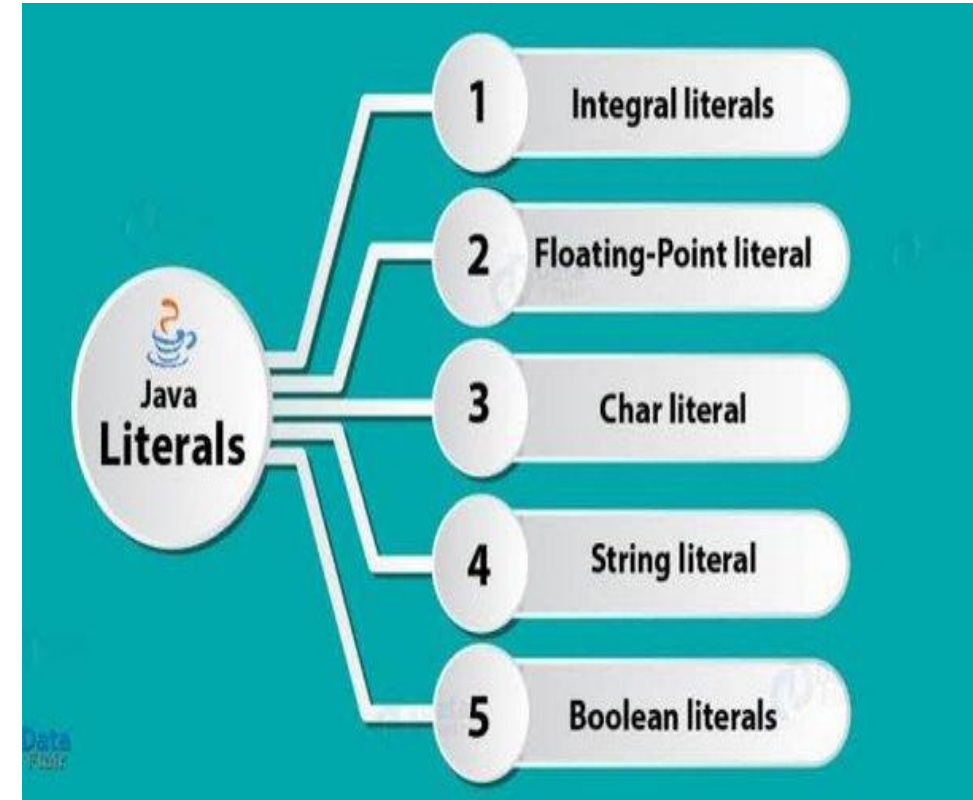 Java
Literals
1
Integral literals
2
Floating-Point literal
3
Char literal
4
String literal
5
Boolean literals
Data
Flair